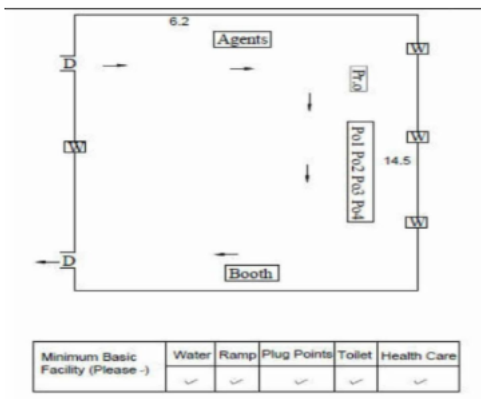 6.2
Agents
D
W
Pr.o
W
W
14.5
Po1 Po2 Po3 Po4
W
D
Booth
Minimum Basic Facility (Please -)
Water Ramp Plug Points Toilet Health Care